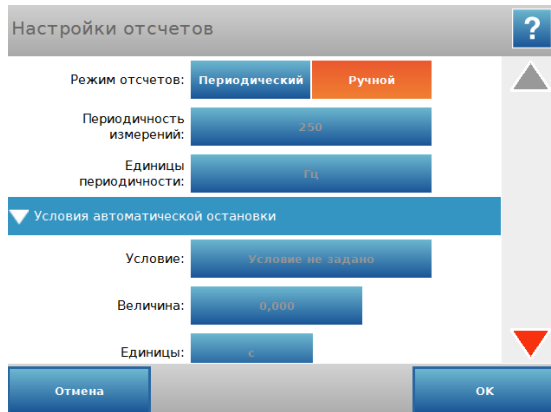 Настройки отсчетов
?
Режим отсчетов: Периодический Ручной
Периодичность
измерений:
250
Единицы
периодичности:
Гц
Условия автоматической остановки
Условие: Условие не задано
Величина: 0,000
Единицы: с
Отмена OK